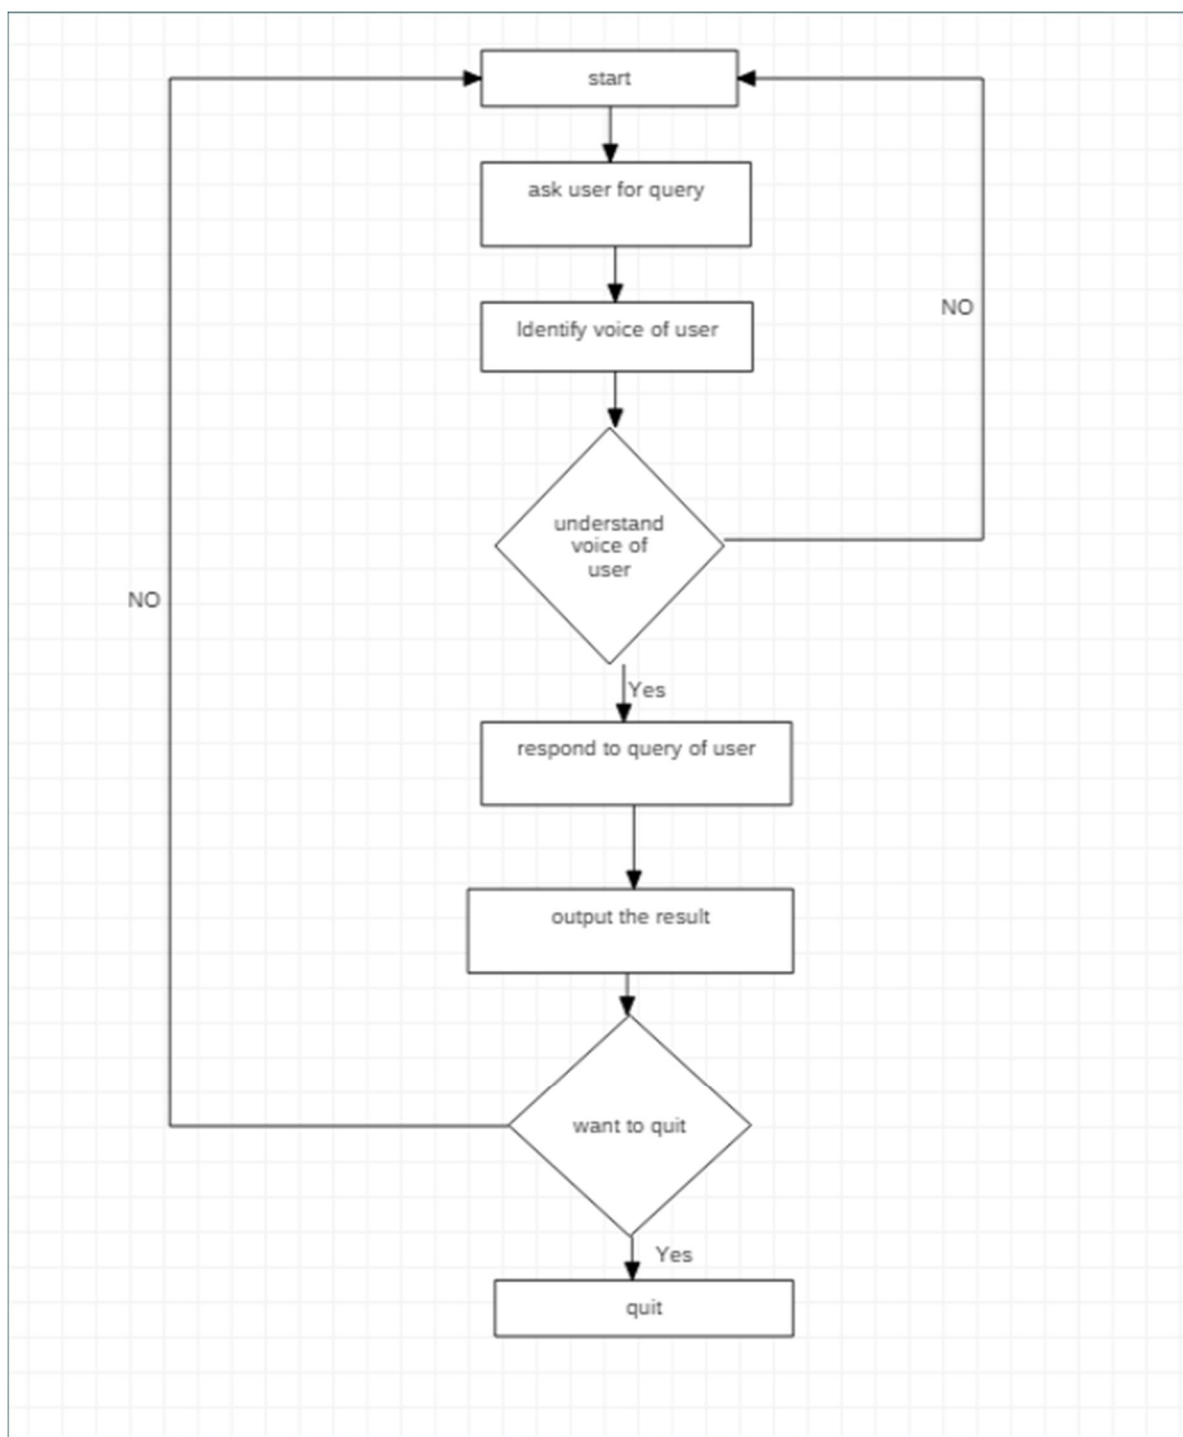 start
ask user for query
Identify voice of user
NO
understand
voice of
user
NO
Yes
respond to query of user
output the result
want to quit
Yes
quit